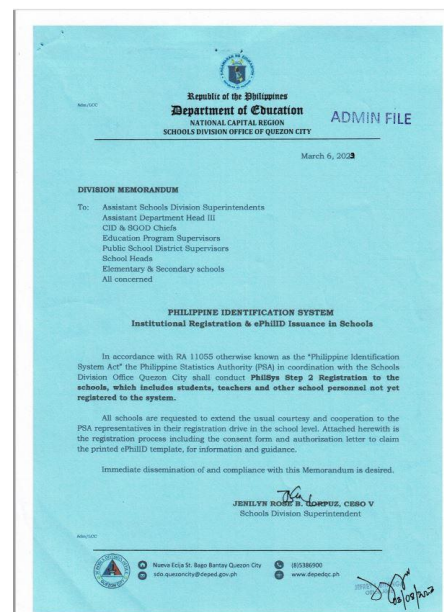 Republic of the Philippines
Department of Education
NATIONAL CAPITAL REGION
SCHOOLS DIVISION OFFICE OF QUEZON CITY
ADMIN FILE
March 6, 2023
DIVISION MEMORANDUM
To: Assistant Schools Division Superintendents
Assistant Department Head III
CID & SGOD Chiefs
Education Program Supervisors
Public School District Supervisors
School Heads
Elementary & Secondary schools
All concerned
PHILIPPINE IDENTIFICATION SYSTEM
Institutional Registration & ePhilID Issuance in Schools
In accordance with RA 11055 otherwise known as the "Philippine Identification
System Act" the Philippine Statistics Authority (PSA) in coordination with the Schools
Division Office Quezon City shall conduct PhilSys Step 2 Registration to the
schools, which includes students, teachers and other school personnel not yet
registered to the system.
All schools are requested to extend the usual courtesy and cooperation to the
PSA representatives in their registration drive in the school level. Attached herewith is
the registration process including the consent form and authorization letter to claim
the printed ePhilID template, for information and guidance.
Immediate dissemination of and compliance with this Memorandum is desired.
JENILYN ROSE B. CORPUZ, CESO V
Schools Division Superintendent
Nueva Ecija St. Bago Bantay Quezon City
(8)5386900
sdo.quezoncity@deped.gov.ph
www.depedqc.ph